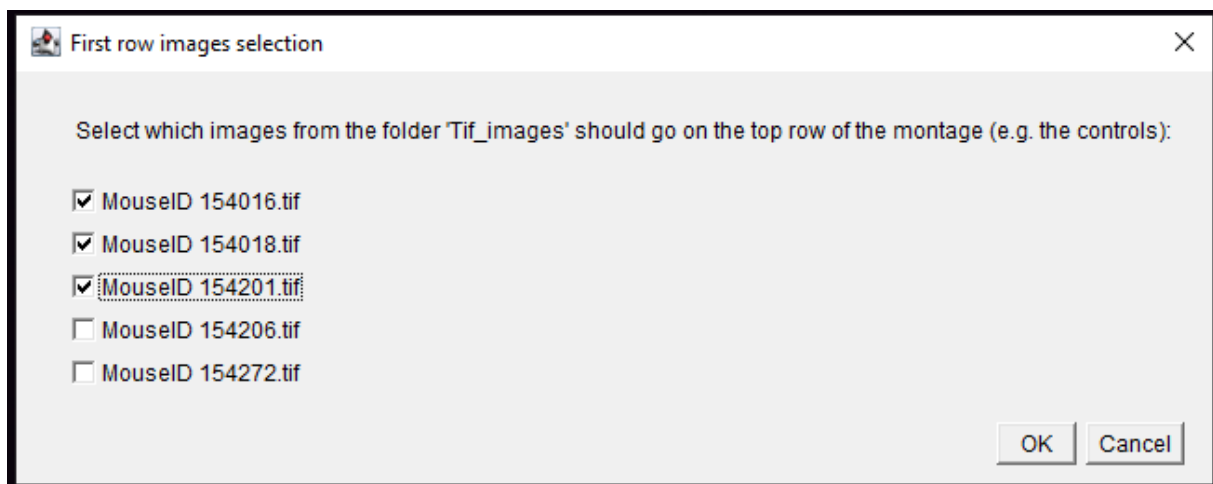 First row images selection
Select which images from the folder 'Tif_images' should go on the top row of the montage (e.g. the controls):
MouseID 154016.tif
MouseID 154018.tif
MouseID 154201.tif
MouseID 154206.tif
MouseID 154272.tif
OK Cancel